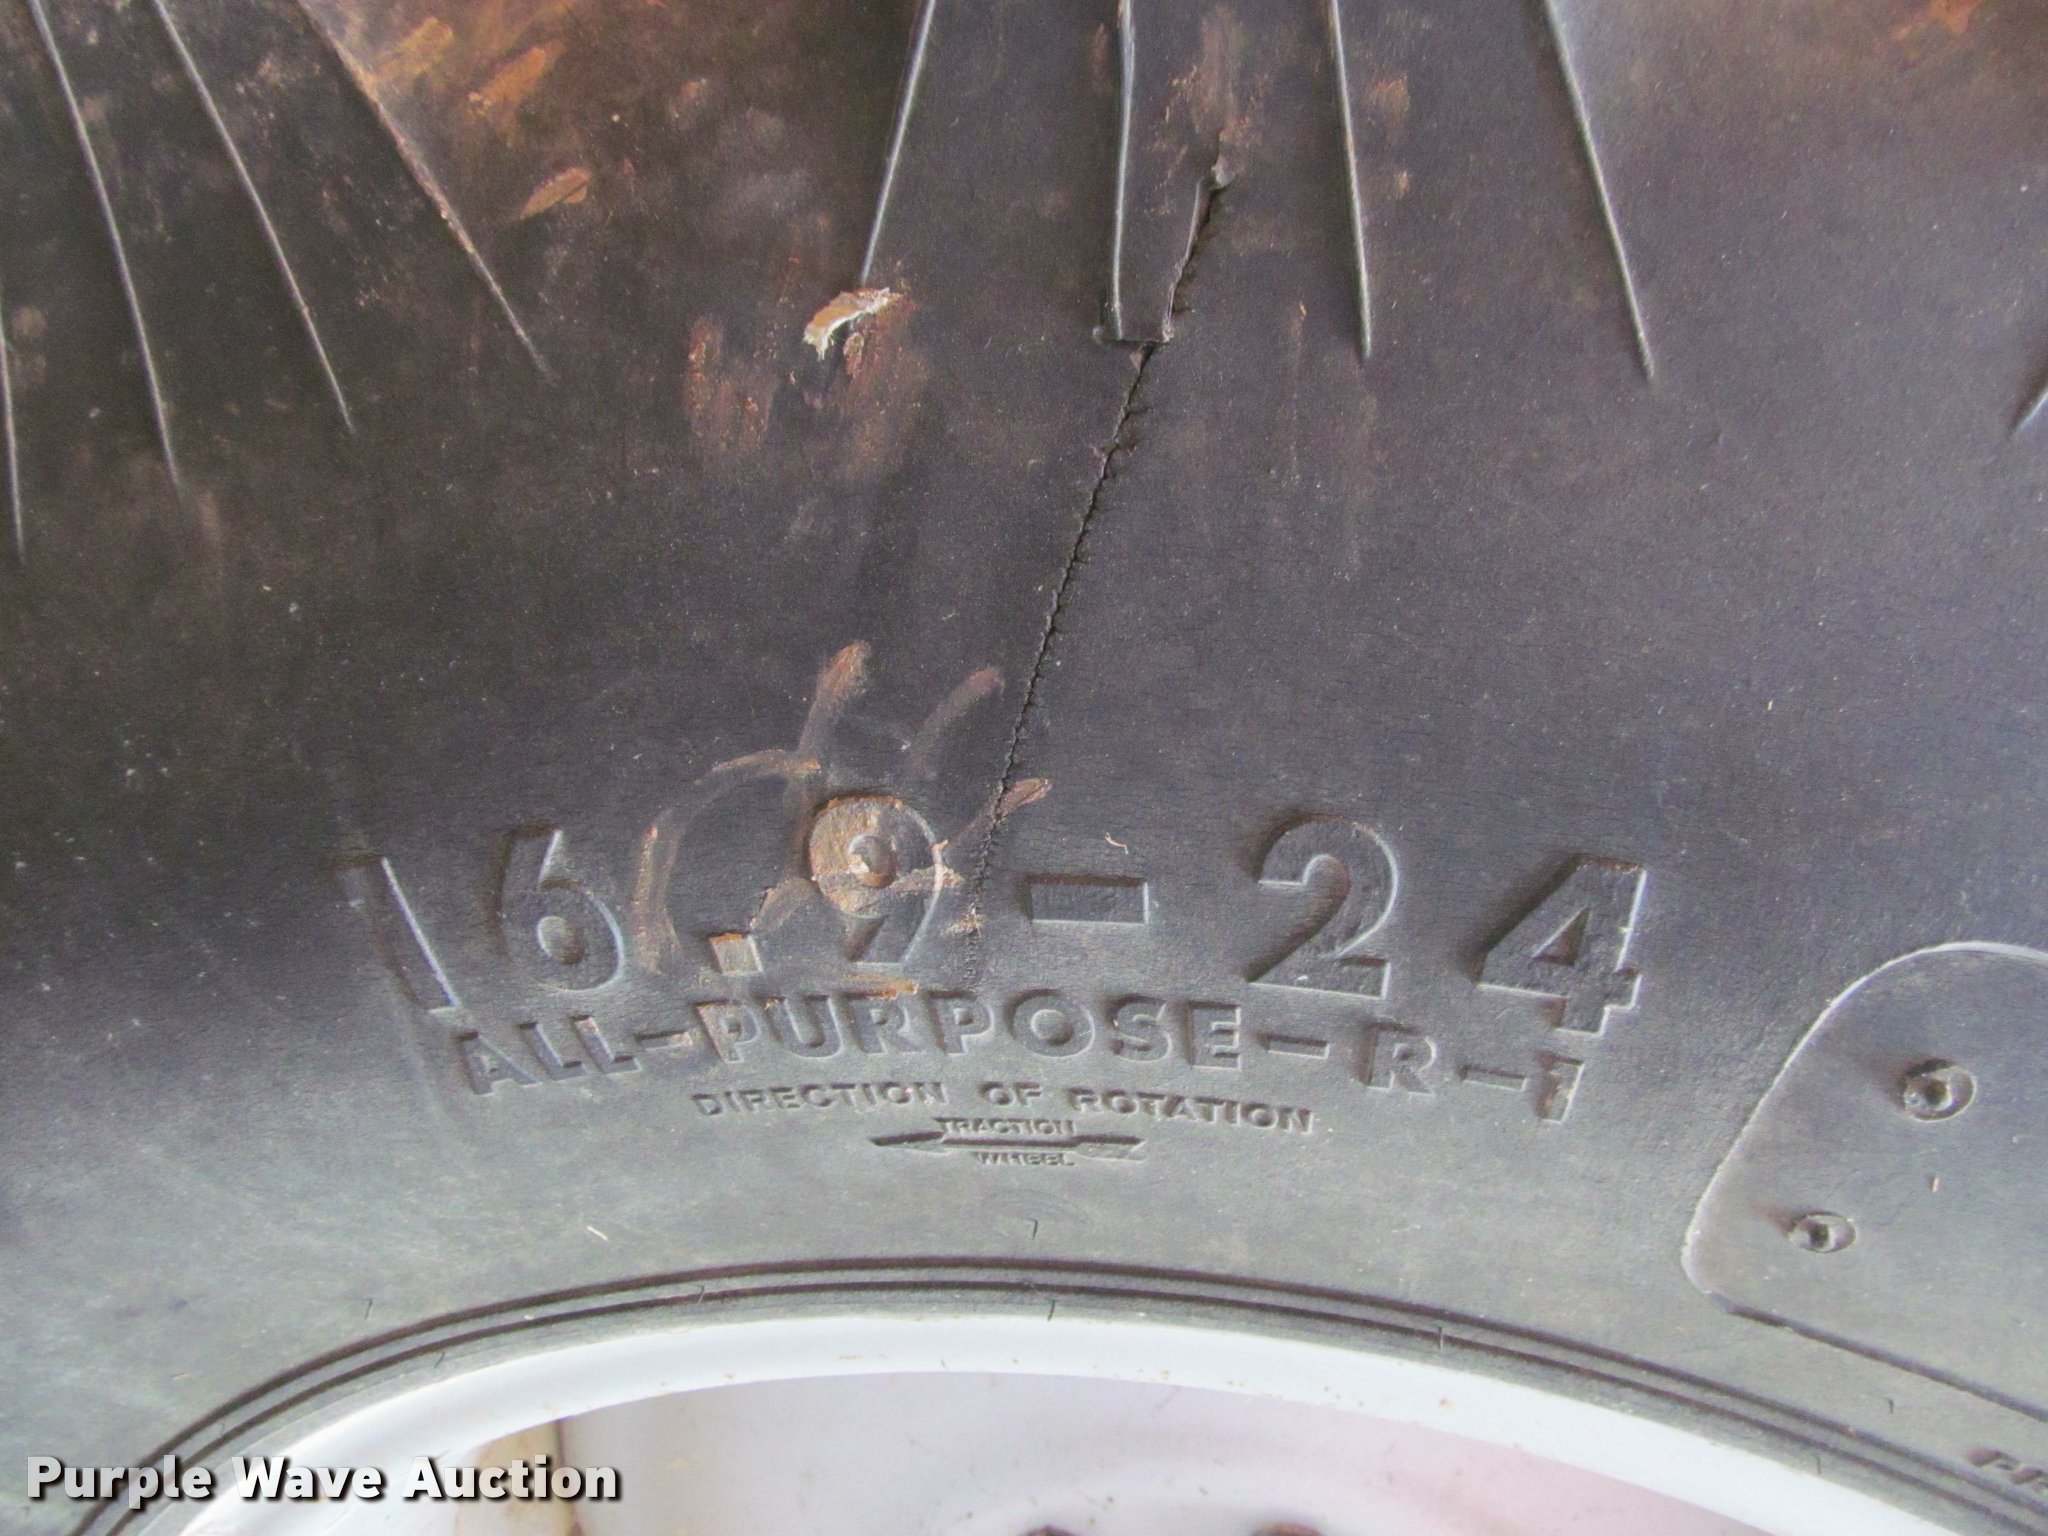 16.9-24
ALL-PURPOSE-R-1
DIRECTION OF ROTATION
TRACTION
WHEEL
Purple Wave Auction